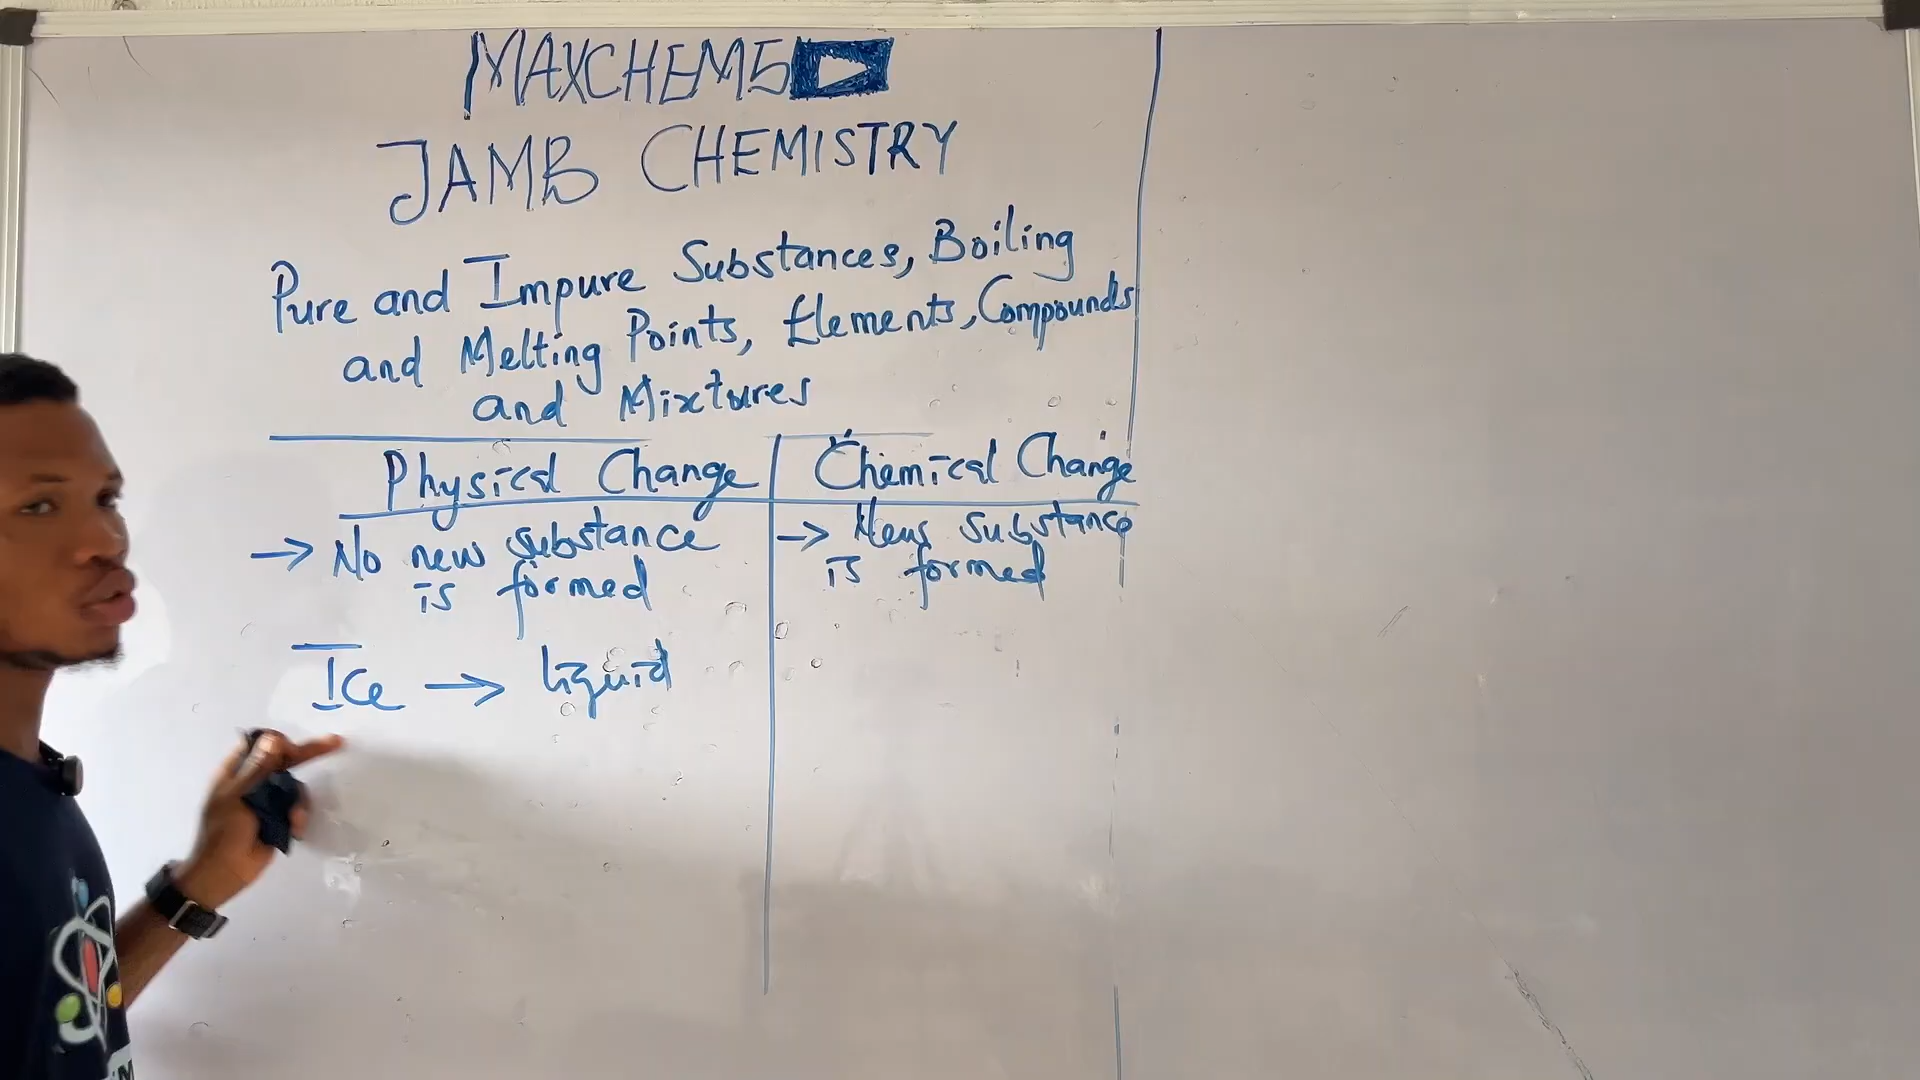 MAXCHEM5
JAMB CHEMISTRY
Pure and Impure Substances, Boiling
and Melting Points, Elements, Compounds
and Mixtures
Physical Change
Chemical Change
→ No new substance
is formed
→ New substance
is formed
Ice → liquid